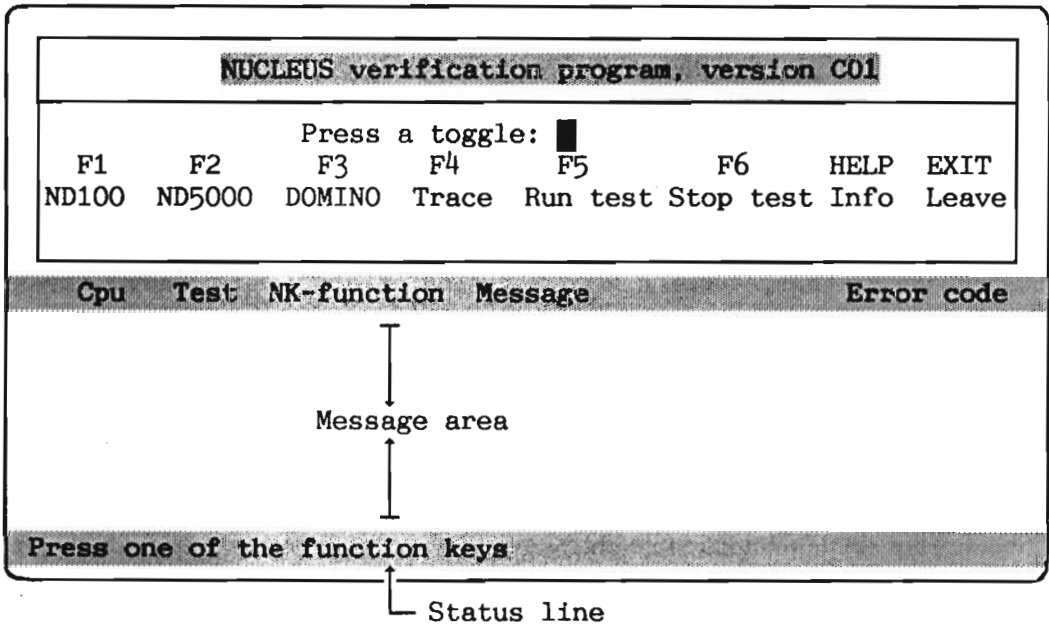 NUCLEUS verification program, version C01
Press a toggle:
F1 F2 F3 F4 F5 F6 HELP EXIT
ND100 ND5000 DOMINO Trace Run test Stop test Info Leave
Cpu Test NK-function Message Error code
Message area
Press one of the function keys
Status line